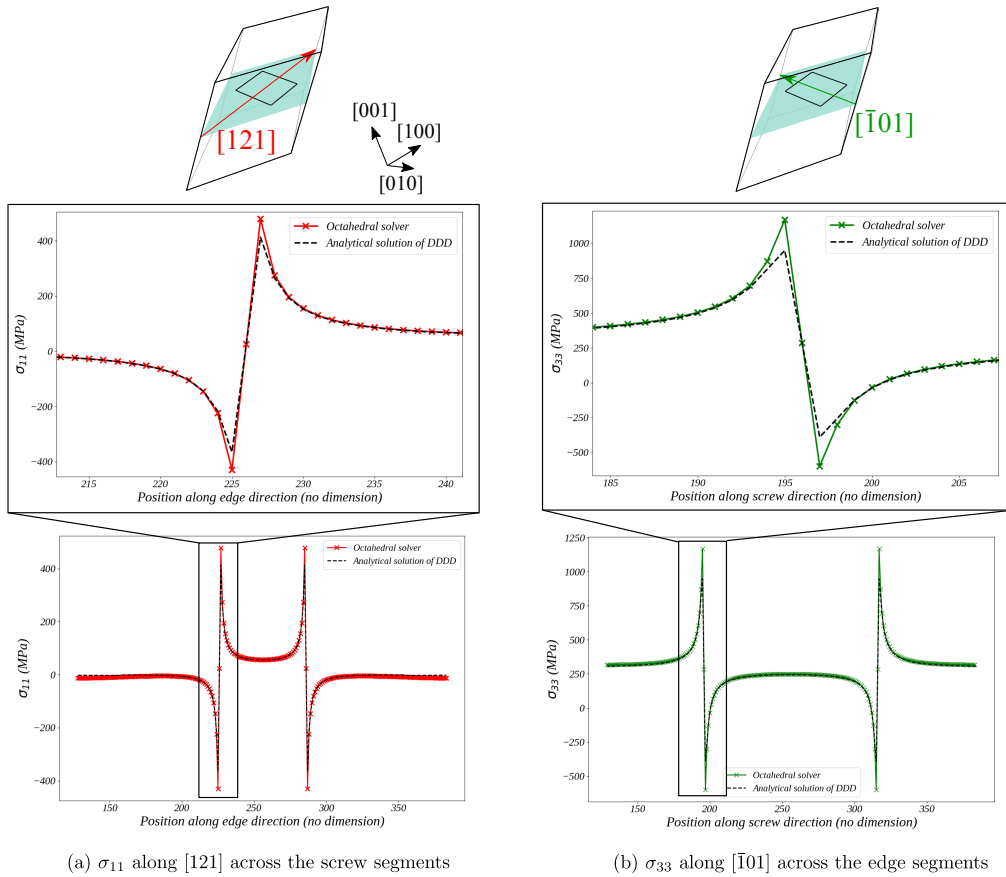 [121]
[001]
[100]
[010]
[1̄01]
Octahedral solver
Analytical solution of DDD
σ11 (MPa)
400
200
0
−200
−400
215
220
225
230
235
240
Position along edge direction (no dimension)
Octahedral solver
Analytical solution of DDD
σ33 (MPa)
1000
750
500
250
0
−250
−500
185
190
195
200
205
Position along screw direction (no dimension)
Octahedral solver
Analytical solution of DDD
σ11 (MPa)
400
200
0
−200
−400
150
200
250
300
350
Position along edge direction (no dimension)
σ33 (MPa)
1250
1000
750
500
250
0
−250
−500
Octahedral solver
Analytical solution of DDD
150
200
250
300
350
Position along screw direction (no dimension)
(a) σ11 along [121] across the screw segments
(b) σ33 along [1̄01] across the edge segments